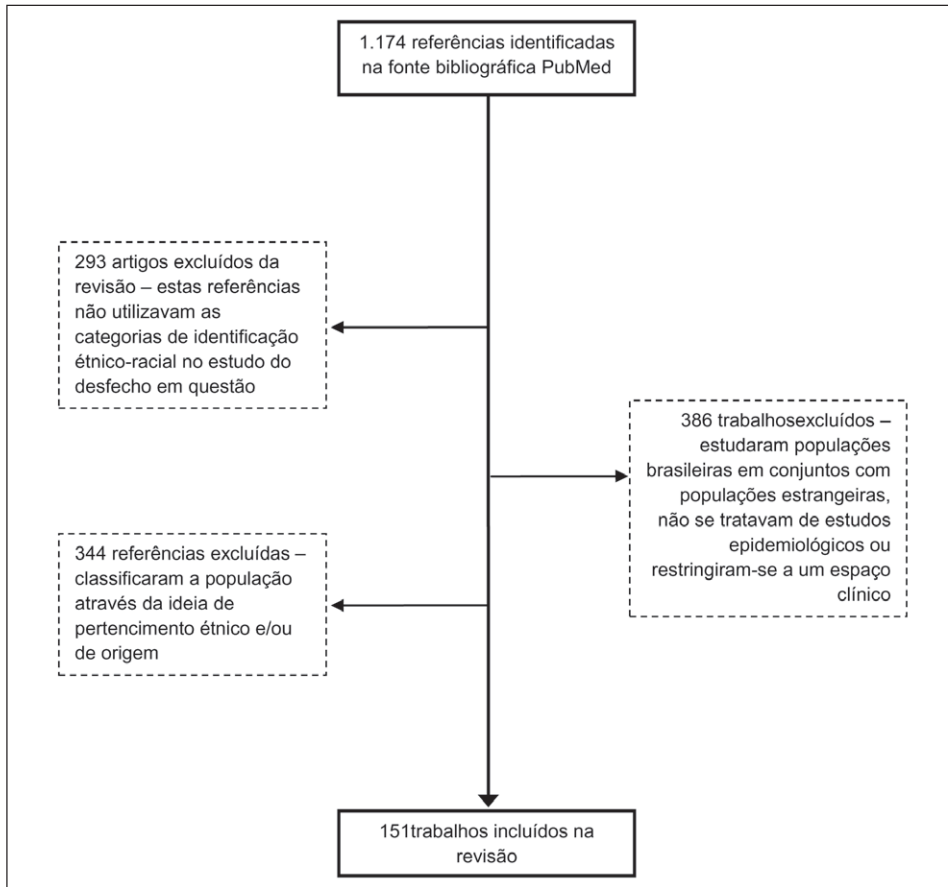 1.174 referências identificadas
na fonte bibliográfica PubMed
293 artigos excluídos da
revisão – estas referências
não utilizavam as
categorias de identificação
étnico-racial no estudo do
desfecho em questão
386 trabalhosexcluídos –
estudaram populações
brasileiras em conjuntos com
populações estrangeiras,
não se tratavam de estudos
epidemiológicos ou
restringiram-se a um espaço
clínico
344 referências excluídas –
classificaram a população
através da ideia de
pertencimento étnico e/ou
de origem
151trabalhos incluídos na
revisão